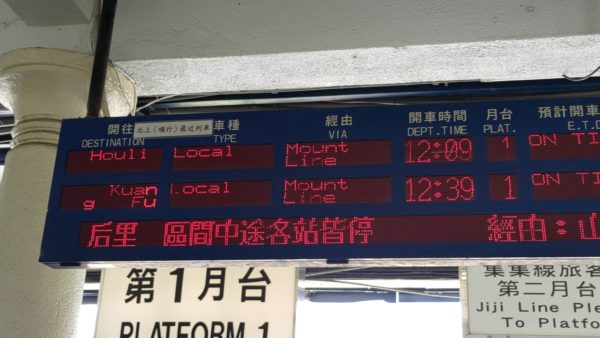 開往 北上(順行)最近列車 車種 經由 開車時間 月台 預計開車
DESTINATION TYPE VIA DEPT.TIME PLAT. E.T.D
Houli Local Mount Line 12:09 1 ON TI
Kuang Fu Local Mount Line 12:39 1 ON TI
后里 區間中途各站皆停 經由:山
第1月台
PLATFORM 1
集集線旅客
第二月台
Jiji Line Ple
To Platfo